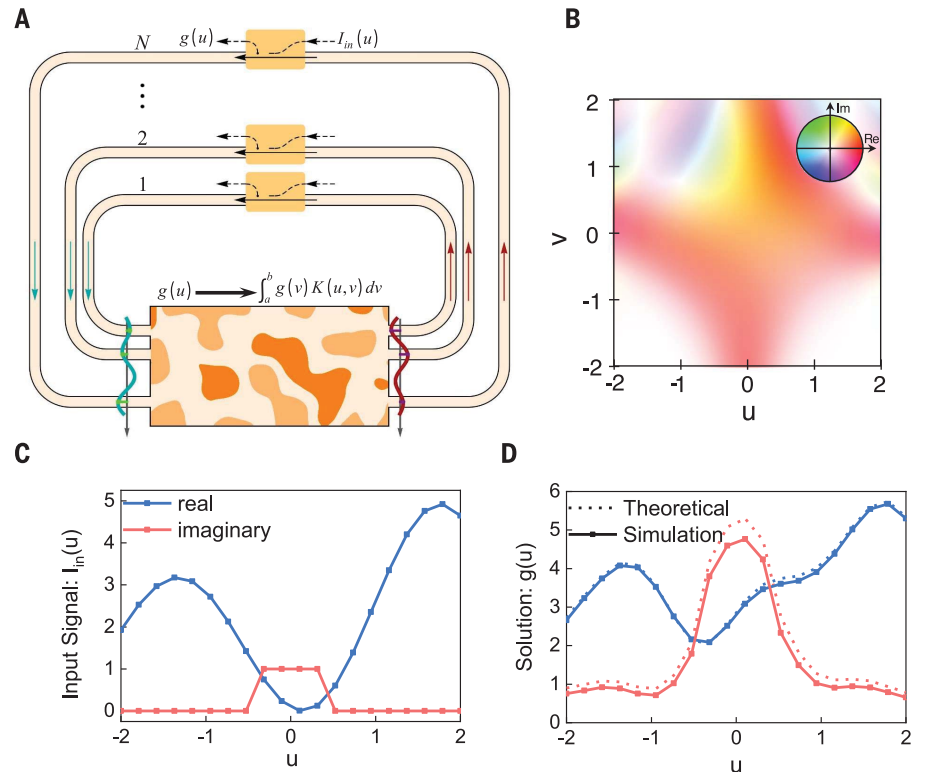 A
N
g(u)
I_in(u)
⋮
2
1
g(u) → ∫_a^b g(v) K(u,v) dv
B
2
1
0
-1
-2
v
Im
Re
-2 -1 0 1 2
u
C
5
4
3
2
1
0
Input Signal: I_in(u)
real
imaginary
-2 -1 0 1 2
u
D
6
5
4
3
2
1
0
Solution: g(u)
Theoretical
Simulation
-2 -1 0 1 2
u